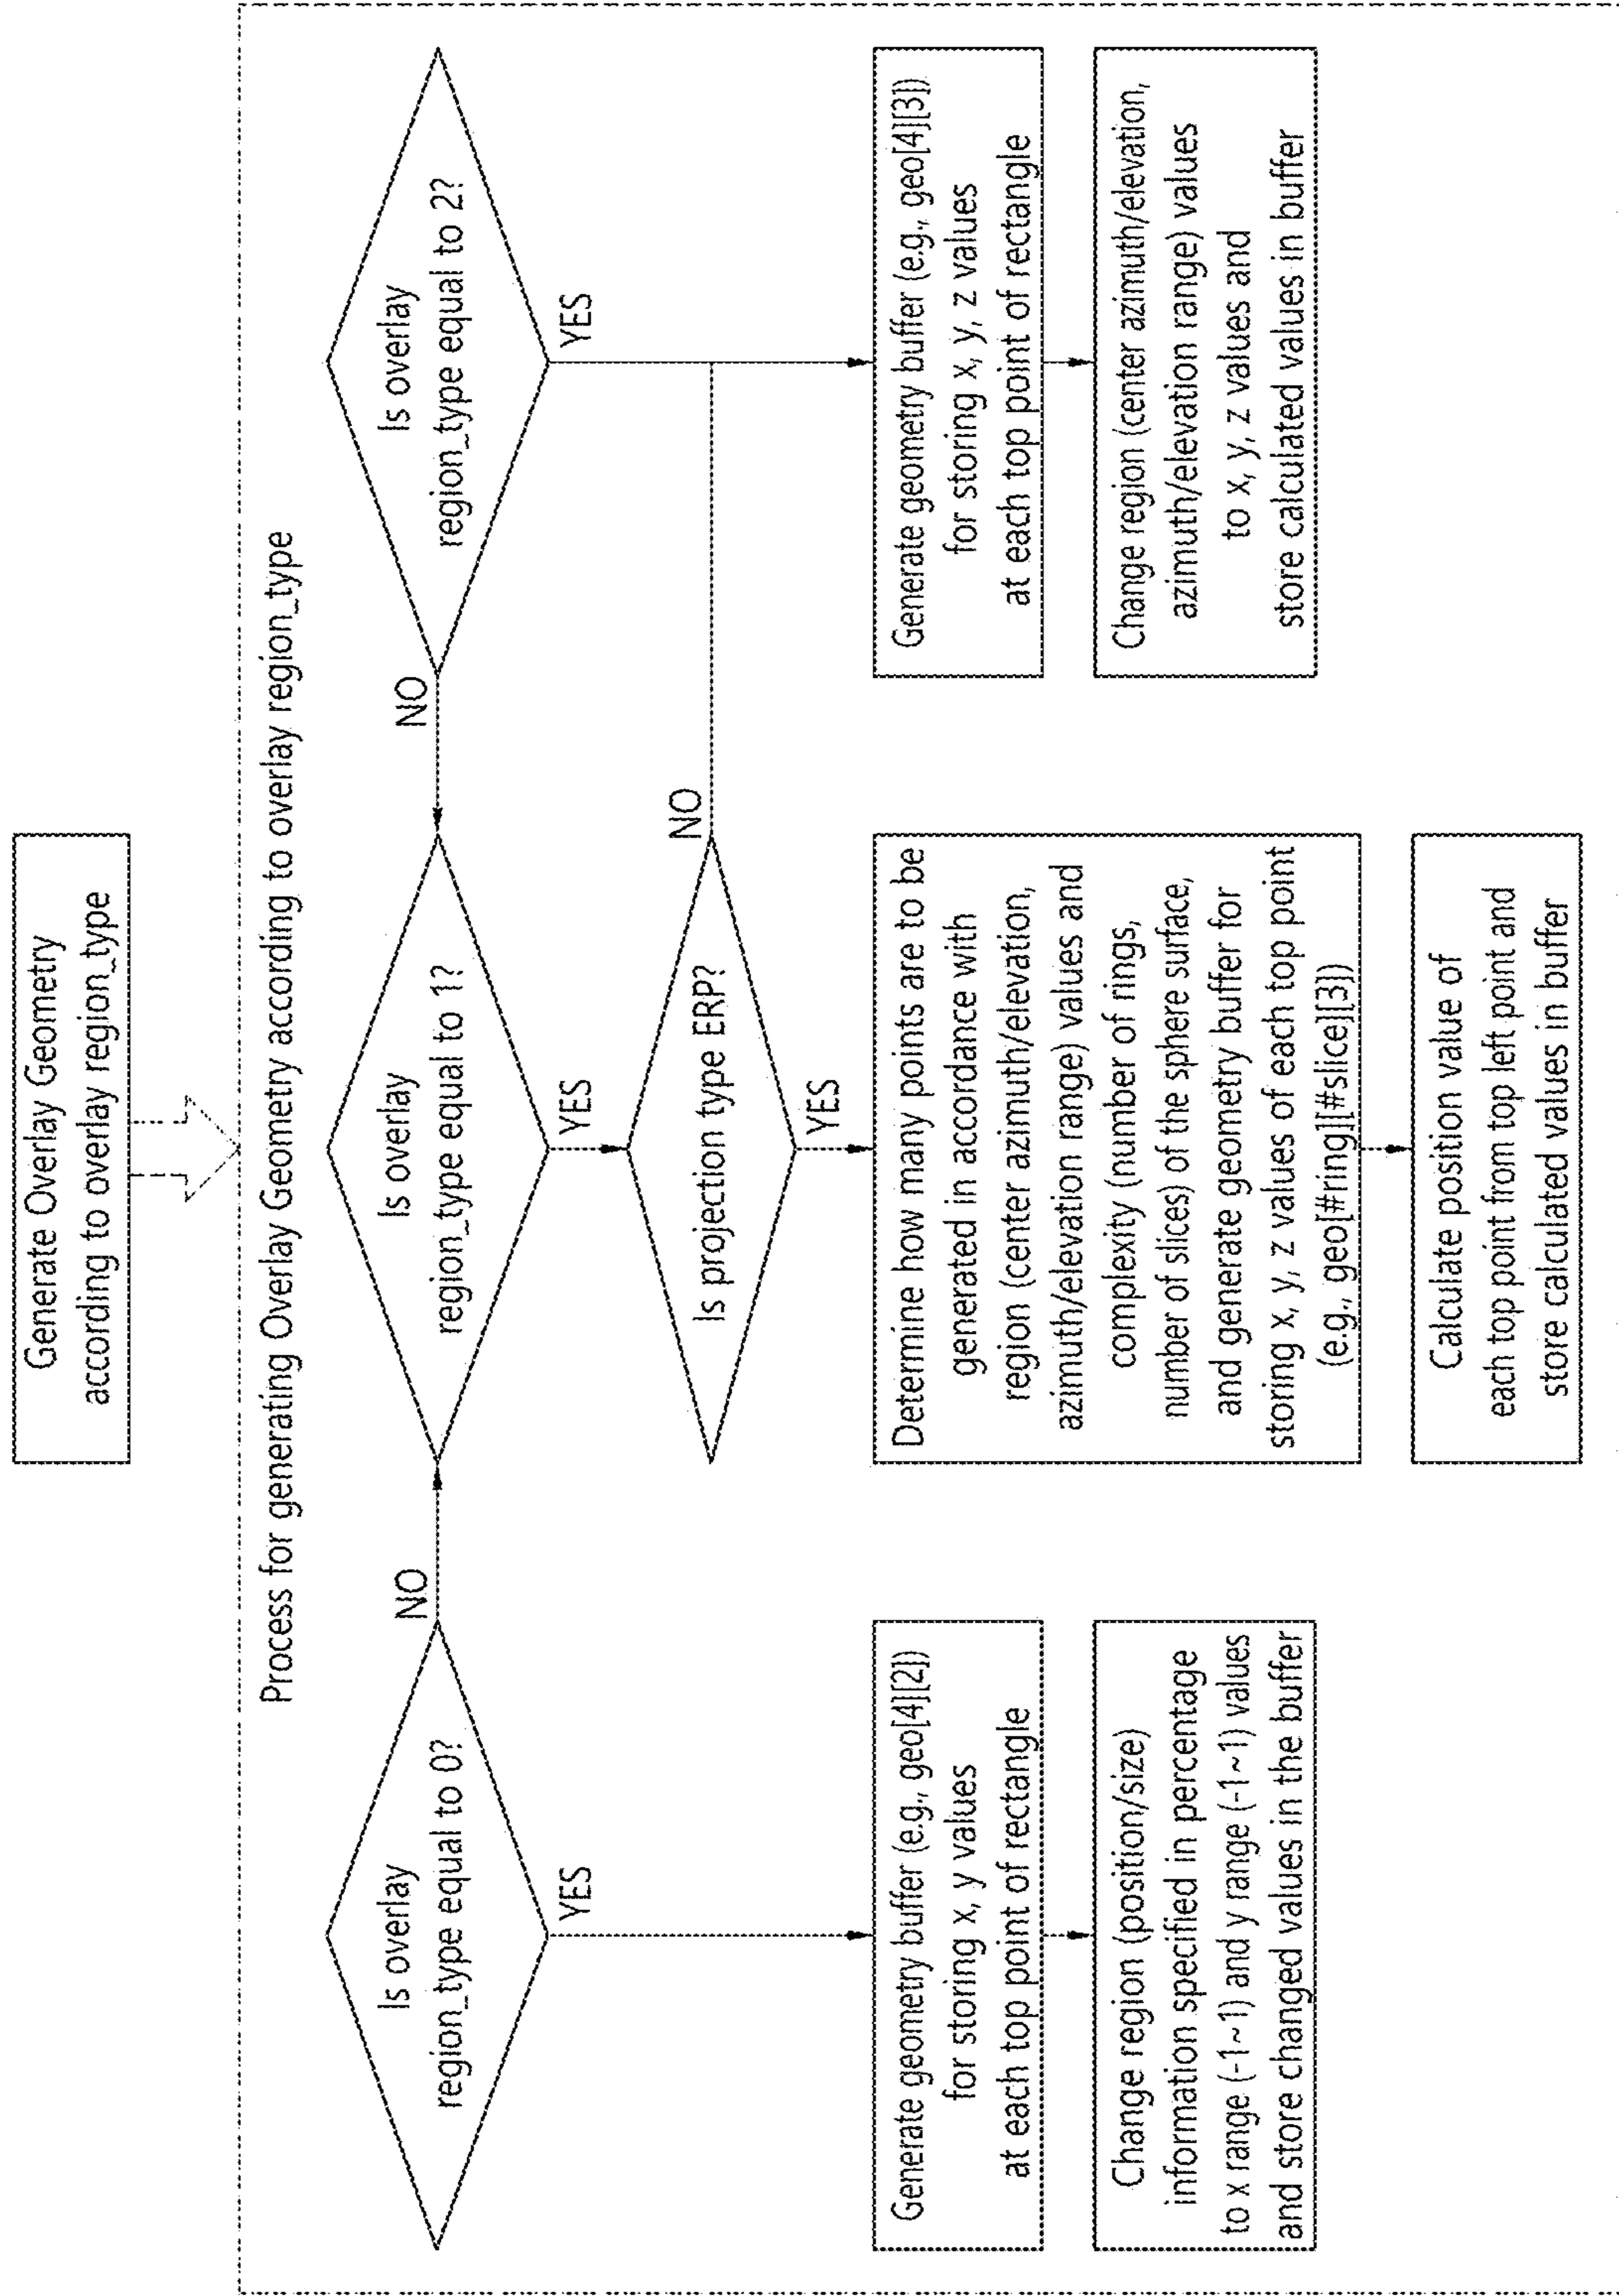 Generate Overlay Geometry
according to overlay region_type
Process for generating Overlay Geometry according to overlay region_type
Is overlay
region_type equal to 0?
NO
YES
Is overlay
region_type equal to 1?
YES
NO
Is overlay
region_type equal to 2?
YES
Is projection type ERP?
NO
YES
Generate geometry buffer (e.g., geo[4][2])
for storing x, y values
at each top point of rectangle
Change region (position/size)
information specified in percentage
to x range (-1~1) and y range (-1~1) values
and store changed values in the buffer
Determine how many points are to be
generated in accordance with
region (center azimuth/elevation,
azimuth/elevation range) values and
complexity (number of rings,
number of slices) of the sphere surface,
and generate geometry buffer for
storing x, y, z values of each top point
(e.g., geo[#ring][#slice][3])
Calculate position value of
each top point from top left point and
store calculated values in buffer
Generate geometry buffer (e.g., geo[4][3])
for storing x, y, z values
at each top point of rectangle
Change region (center azimuth/elevation,
azimuth/elevation range) values
to x, y, z values and
store calculated values in buffer